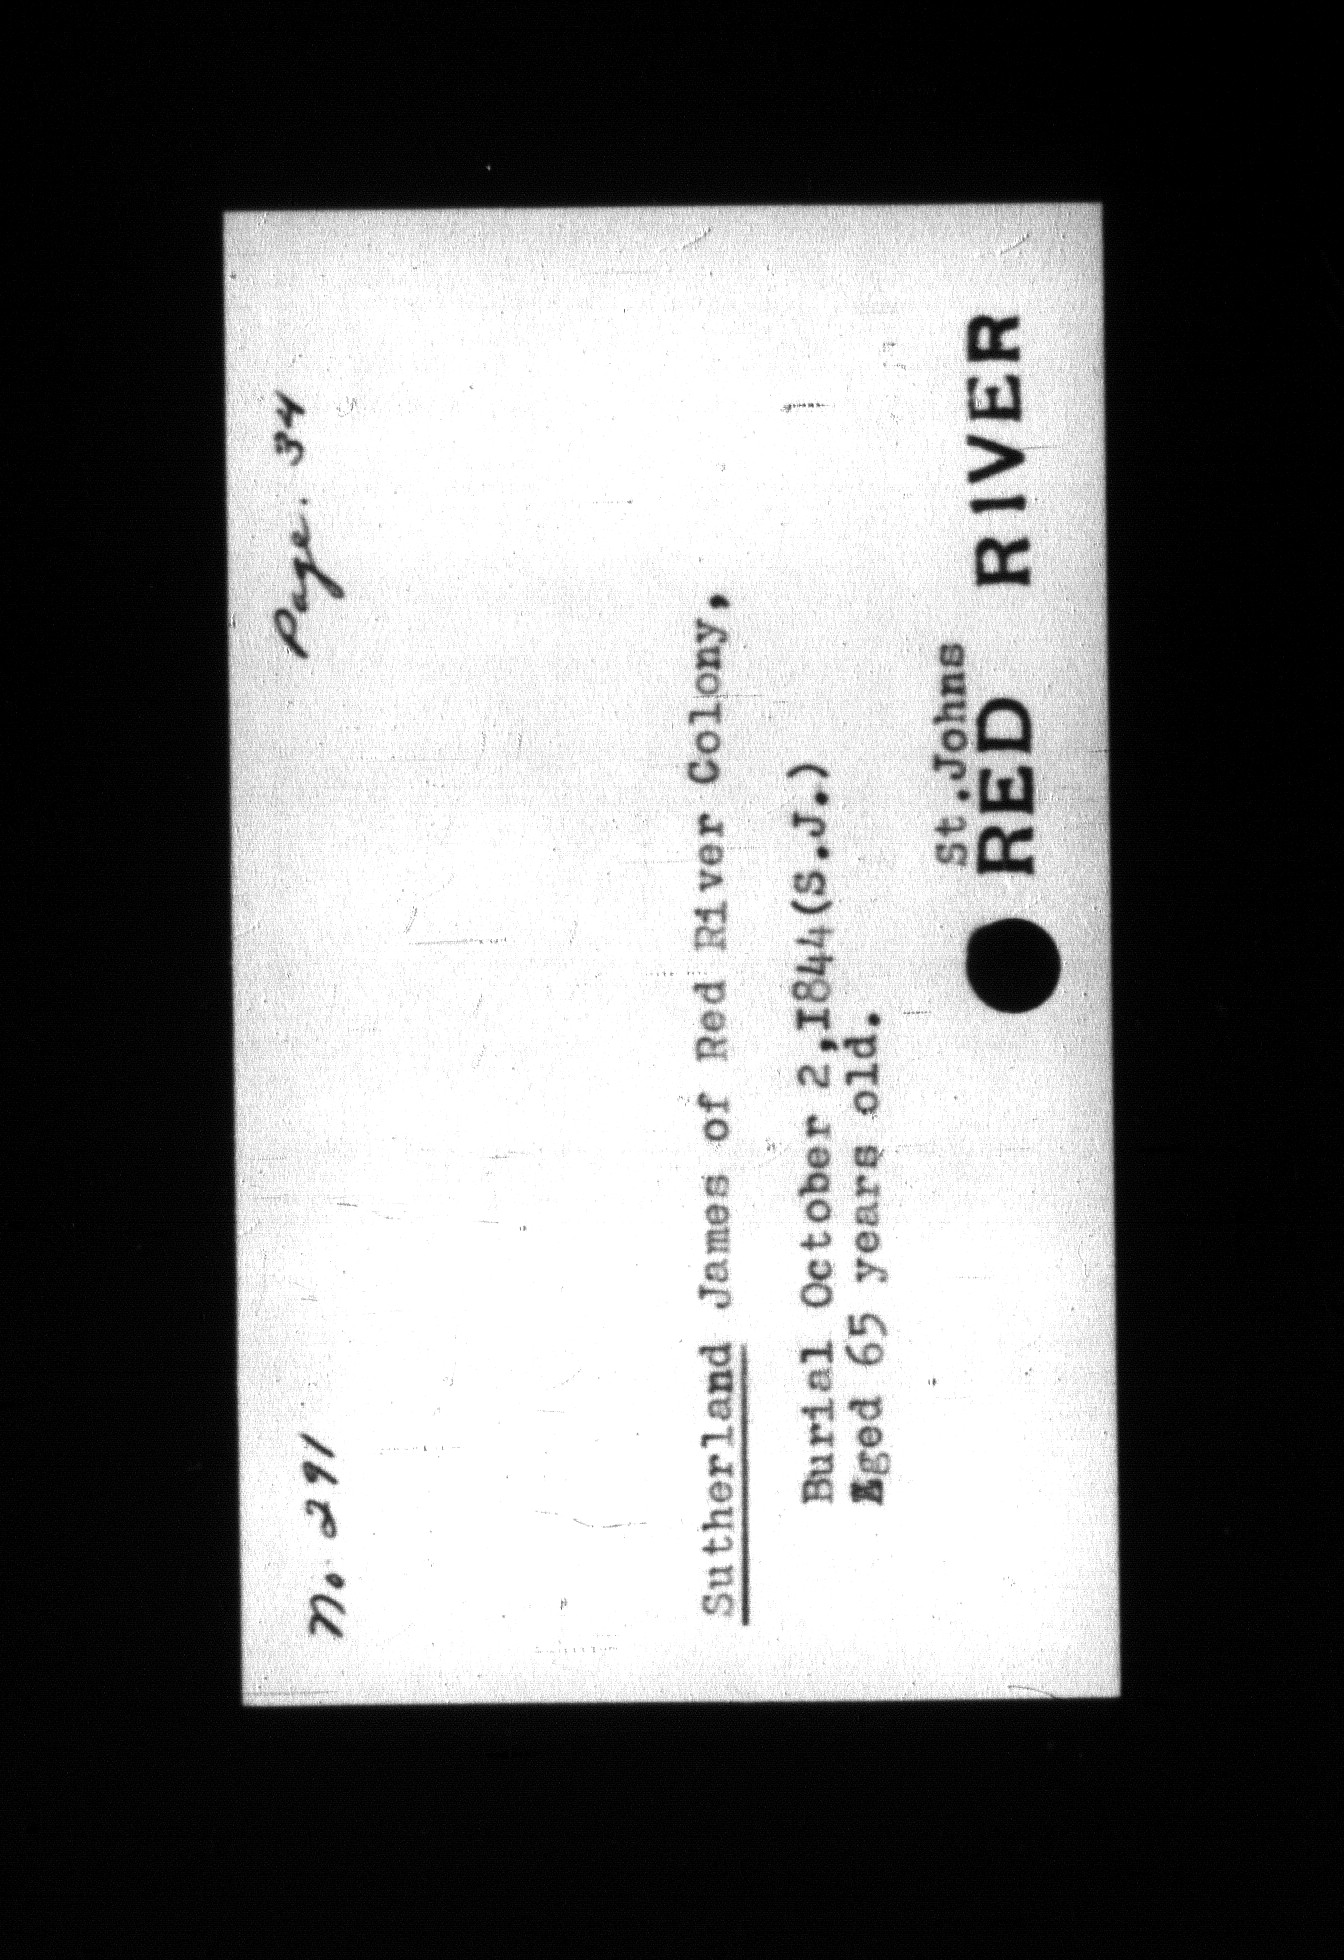 No. 291 Page. 34
Sutherland James of Red River Colony,
Burial October 2,I844(S.J.)
Aged 65 years old.
St.Johns
RED RIVER